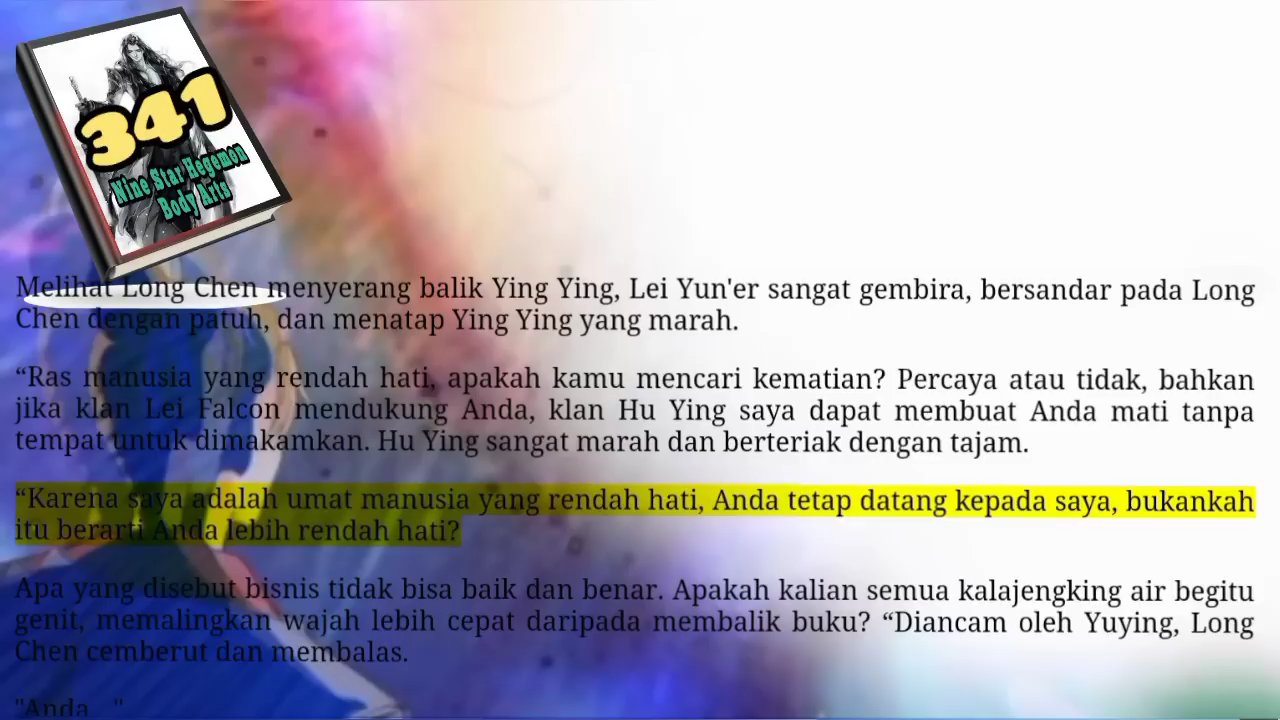 341
Nine Star Hegemon
Body Arts
Melihat Long Chen menyerang balik Ying Ying, Lei Yun'er sangat gembira, bersandar pada Long
Chen dengan patuh, dan menatap Ying Ying yang marah.
“Ras manusia yang rendah hati, apakah kamu mencari kematian? Percaya atau tidak, bahkan
jika klan Lei Falcon mendukung Anda, klan Hu Ying saya dapat membuat Anda mati tanpa
tempat untuk dimakamkan. Hu Ying sangat marah dan berteriak dengan tajam.
“Karena saya adalah umat manusia yang rendah hati, Anda tetap datang kepada saya, bukankah
itu berarti Anda lebih rendah hati?
Apa yang disebut bisnis tidak bisa baik dan benar. Apakah kalian semua kalajengking air begitu
genit, memalingkan wajah lebih cepat daripada membalik buku? “Diancam oleh Yuying, Long
Chen cemberut dan membalas.
"Anda..."